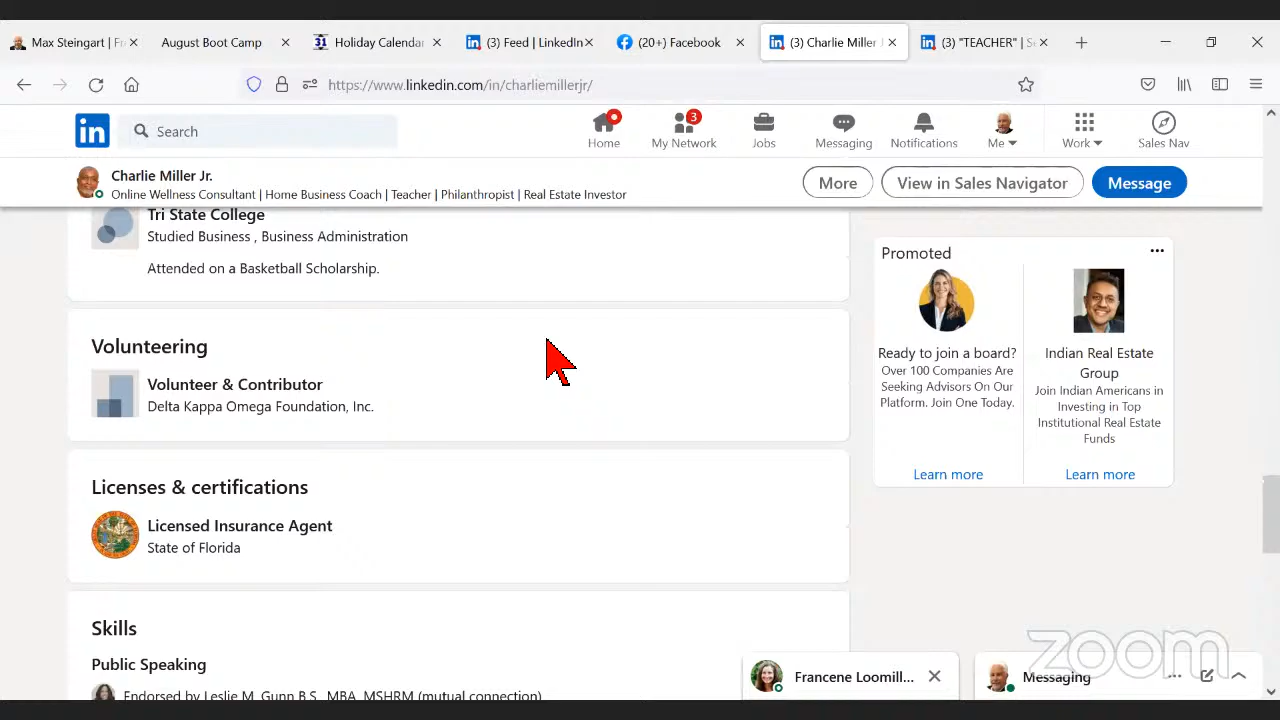 Max Steingart | Fr
August Boot Camp
31
Holiday Calenda
in
(3) Feed | LinkedIn
(20+) Facebook
in
(3) Charlie Miller J
in
(3) "TEACHER" | S
https://www.linkedin.com/in/charliemillerjr/
in
Search
Home
3
My Network
Jobs
Messaging
Notifications
Me
Work
Sales Nav
Charlie Miller Jr.
Online Wellness Consultant | Home Business Coach | Teacher | Philanthropist | Real Estate Investor
More
View in Sales Navigator
Message
Tri State College
Studied Business , Business Administration
Attended on a Basketball Scholarship.
Volunteering
Volunteer & Contributor
Delta Kappa Omega Foundation, Inc.
Licenses & certifications
Licensed Insurance Agent
State of Florida
Skills
Public Speaking
Endorsed by Leslie M. Gunn B.S., MBA, MSHRM (mutual connection)
Promoted
Ready to join a board?
Over 100 Companies Are
Seeking Advisors On Our
Platform. Join One Today.
Learn more
Indian Real Estate
Group
Join Indian Americans in
Investing in Top
Institutional Real Estate
Funds
Learn more
zoom
Francene Loomill...
Messaging